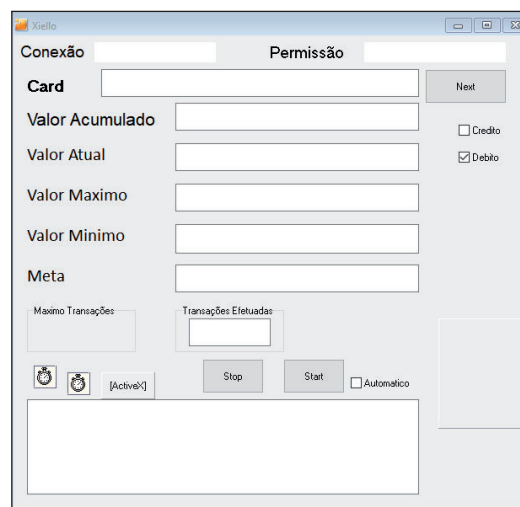 Xiello
Conexão Permissão
Card Next
Valor Acumulado
Credito
Valor Atual
Debito
Valor Maximo
Valor Minimo
Meta
Maximo Transações Transações Efetuadas
[ActiveX] Stop Start Automatico